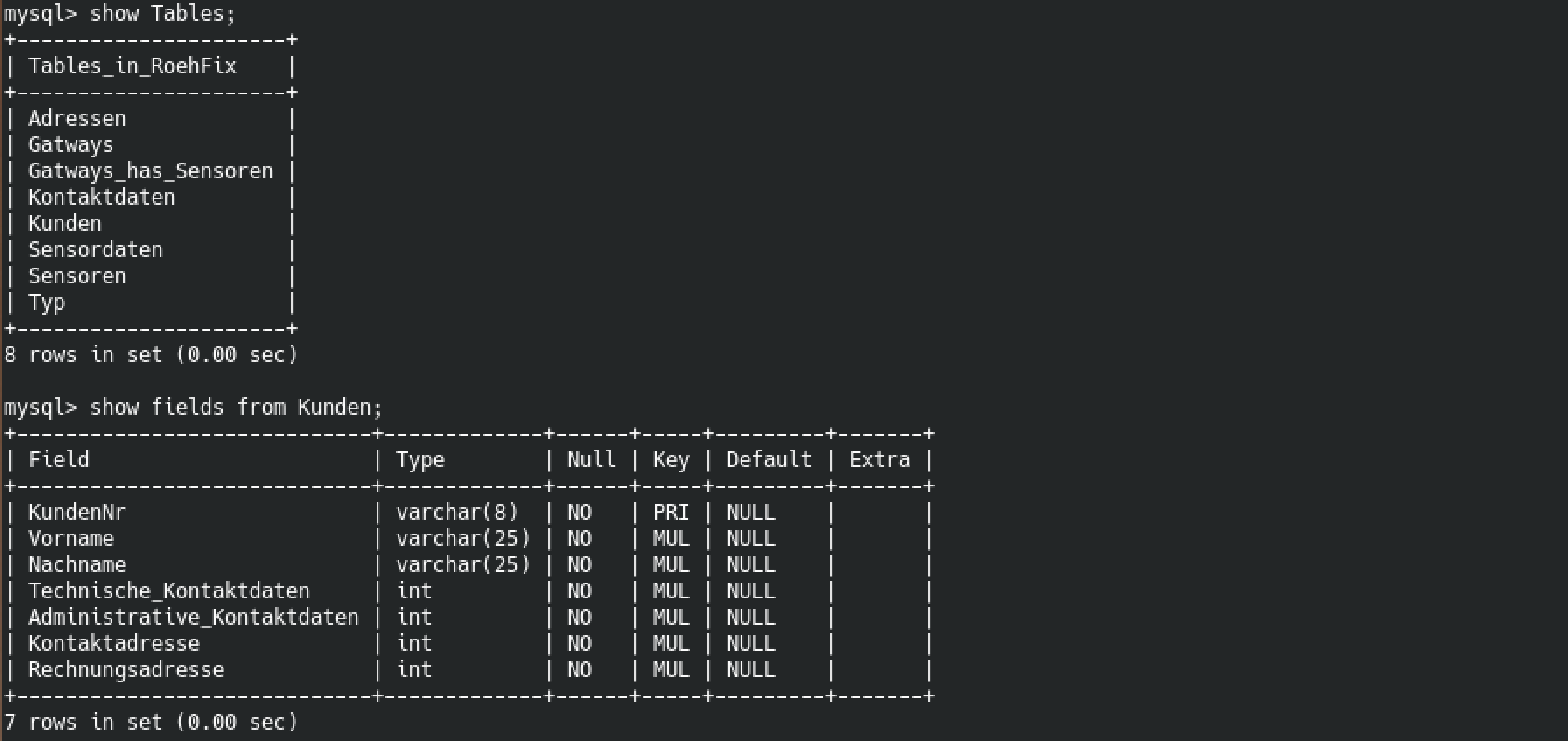 mysql> show Tables;
+----------------------+
| Tables_in_RoehFix    |
+----------------------+
| Adressen             |
| Gatways              |
| Gatways_has_Sensoren |
| Kontaktdaten         |
| Kunden               |
| Sensordaten          |
| Sensoren             |
| Typ                  |
+----------------------+
8 rows in set (0.00 sec)

mysql> show fields from Kunden;
+-----------------------------+-------------+------+-----+---------+-------+
| Field                       | Type        | Null | Key | Default | Extra |
+-----------------------------+-------------+------+-----+---------+-------+
| KundenNr                    | varchar(8)  | NO   | PRI | NULL    |       |
| Vorname                     | varchar(25) | NO   | MUL | NULL    |       |
| Nachname                    | varchar(25) | NO   | MUL | NULL    |       |
| Technische_Kontaktdaten     | int         | NO   | MUL | NULL    |       |
| Administrative_Kontaktdaten | int         | NO   | MUL | NULL    |       |
| Kontaktadresse              | int         | NO   | MUL | NULL    |       |
| Rechnungsadresse            | int         | NO   | MUL | NULL    |       |
+-----------------------------+-------------+------+-----+---------+-------+
7 rows in set (0.00 sec)